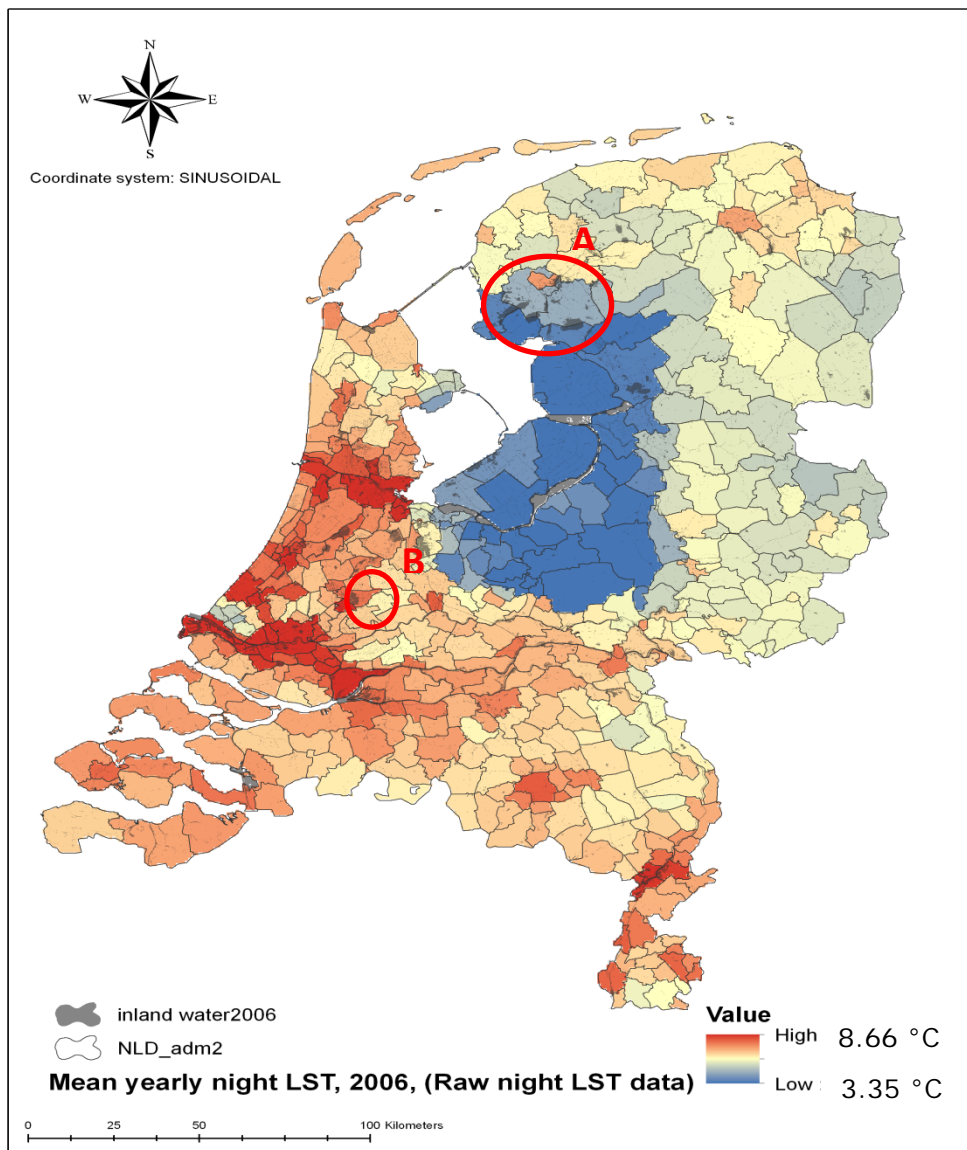 N
W E
S
Coordinate system: SINUSOIDAL
A
B
inland water2006
NLD_adm2
Mean yearly night LST, 2006, (Raw night LST data)
Value
High 8.66 °C
Low : 3.35 °C
0 25 50 100 Kilometers